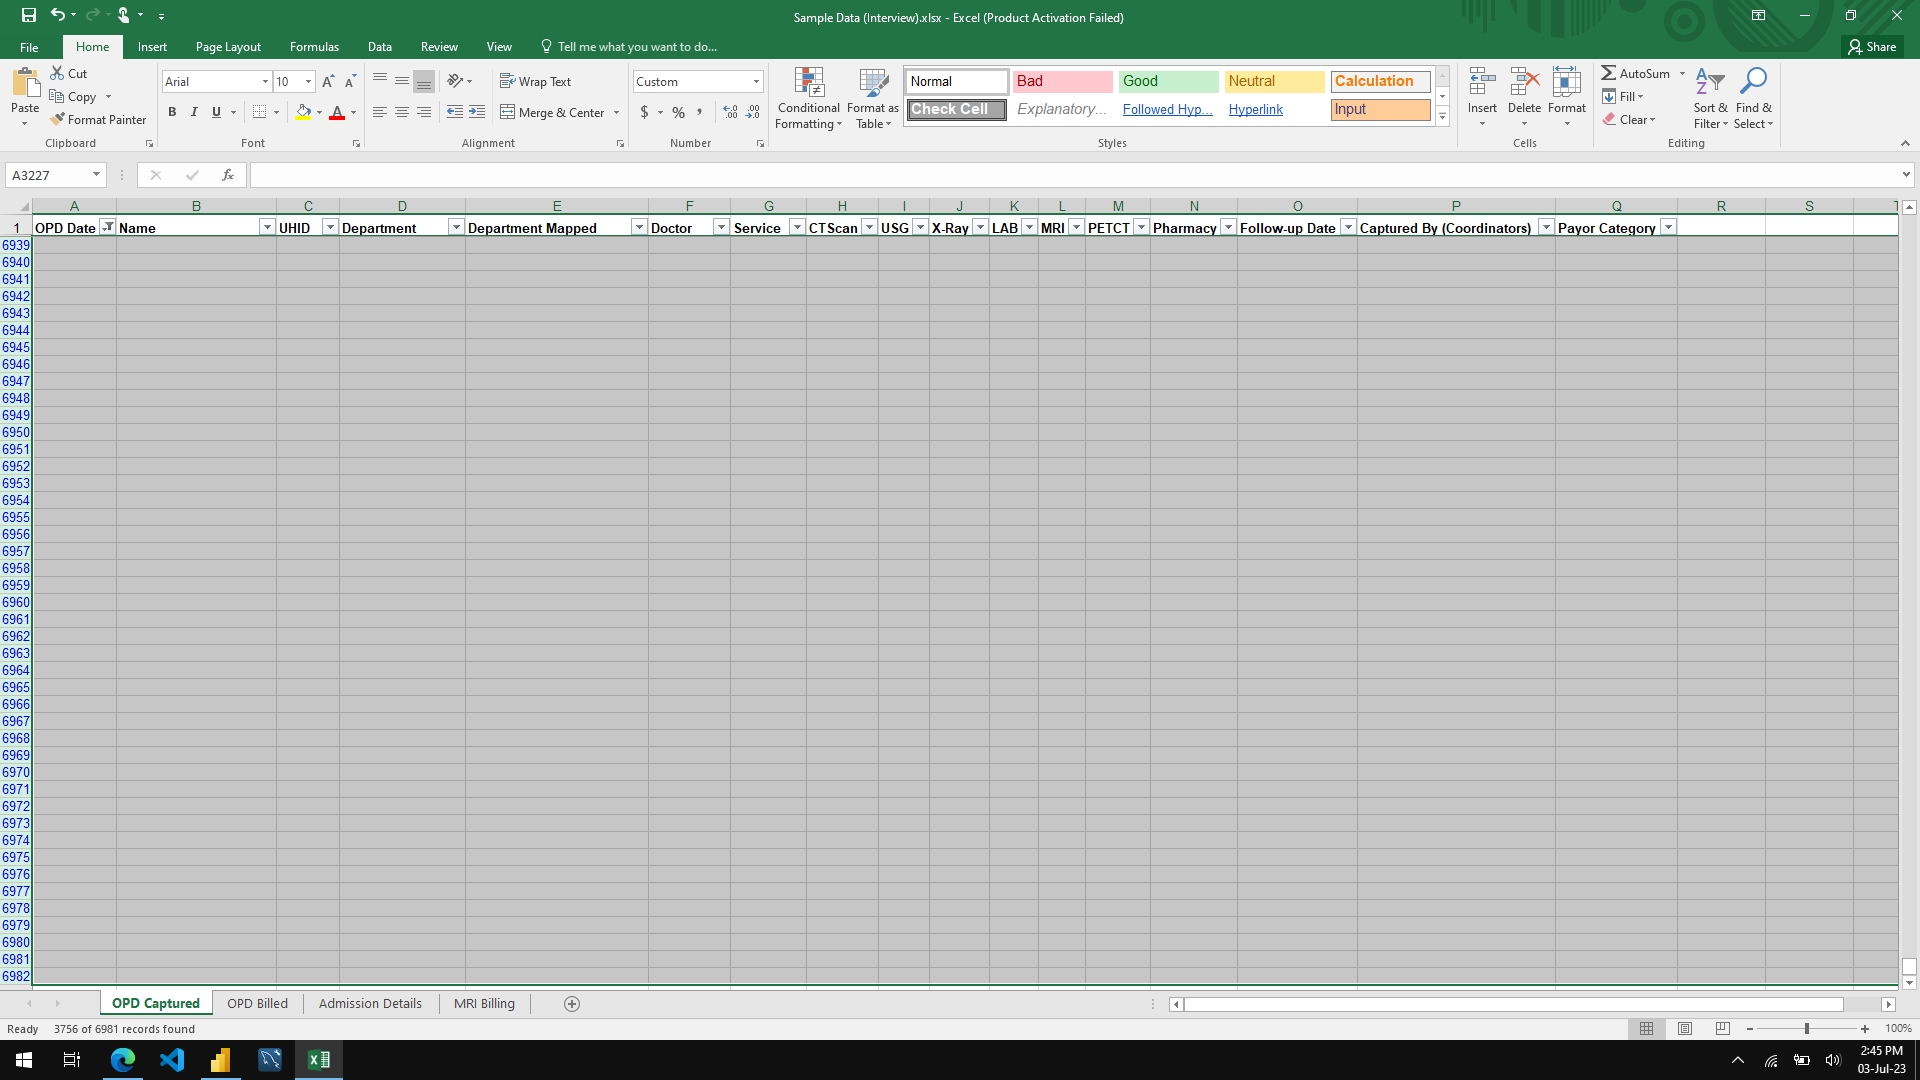 Sample Data (Interview).xlsx - Excel (Product Activation Failed)
File Home Insert Page Layout Formulas Data Review View Tell me what you want to do... Share
Paste Cut Copy Format Painter Clipboard
Arial 10 B I U A Font
Wrap Text Merge & Center Alignment
Custom $ % Number
Conditional Formatting Format as Table
Normal Bad Good Neutral Calculation
Check Cell Explanatory... Followed Hyp... Hyperlink Input
Styles
Insert Delete Format Cells
AutoSum Fill Clear Sort & Filter Find & Select Editing
A3227 fx
A B C D E F G H I J K L M N O P Q R S T
1 OPD Date Name UHID Department Department Mapped Doctor Service CTScan USG X-Ray LAB MRI PETCT Pharmacy Follow-up Date Captured By (Coordinators) Payor Category
6939
6940
6941
6942
6943
6944
6945
6946
6947
6948
6949
6950
6951
6952
6953
6954
6955
6956
6957
6958
6959
6960
6961
6962
6963
6964
6965
6966
6967
6968
6969
6970
6971
6972
6973
6974
6975
6976
6977
6978
6979
6980
6981
6982
OPD Captured OPD Billed Admission Details MRI Billing
Ready 3756 of 6981 records found 100%
2:45 PM
03-Jul-23